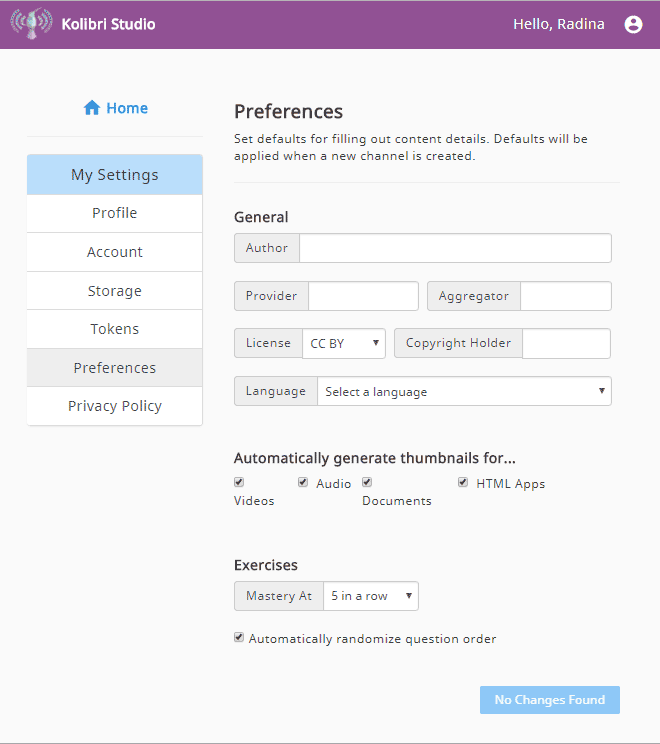 Kolibri Studio
Hello, Radina
Home
My Settings
Profile
Account
Storage
Tokens
Preferences
Privacy Policy
Preferences
Set defaults for filling out content details. Defaults will be
applied when a new channel is created.
General
Author
Provider
Aggregator
License CC BY
Copyright Holder
Language Select a language
Automatically generate thumbnails for...
Videos
Audio
Documents
HTML Apps
Exercises
Mastery At 5 in a row
Automatically randomize question order
No Changes Found